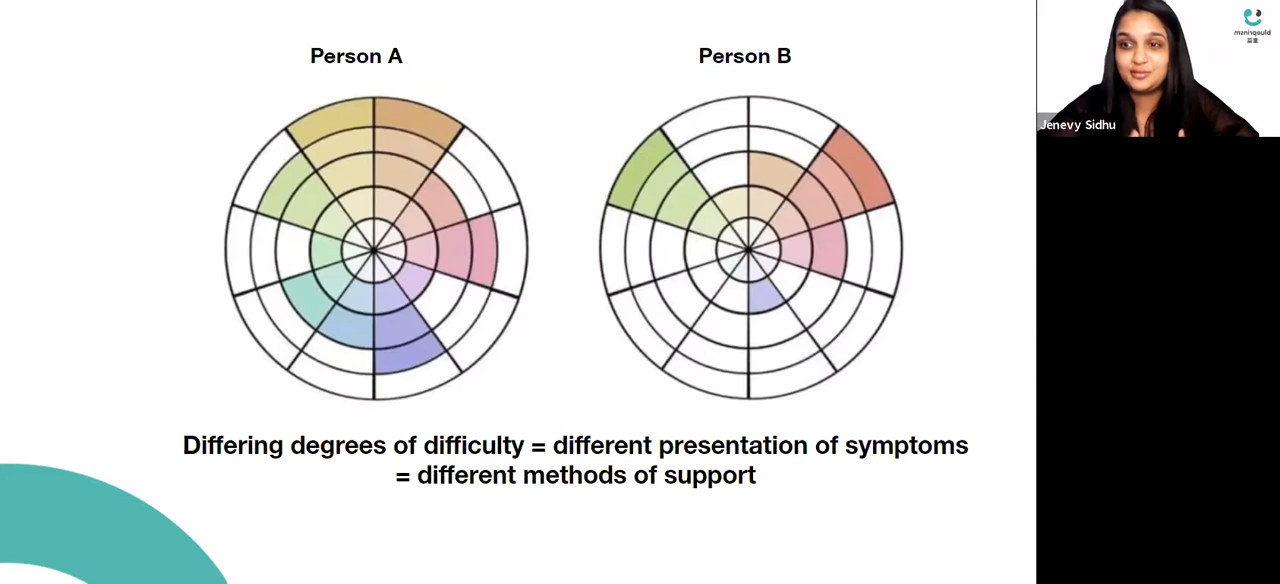 Person A
Person B
Differing degrees of difficulty = different presentation of symptoms
= different methods of support
Jenevy Sidhu